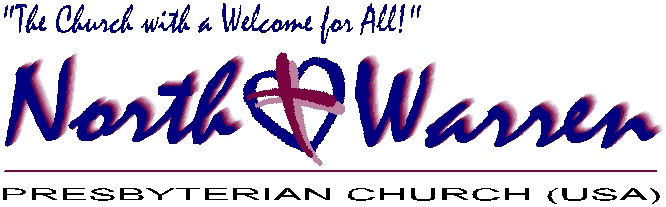 "The Church with a Welcome for All!"
North Warren
PRESBYTERIAN CHURCH (USA)